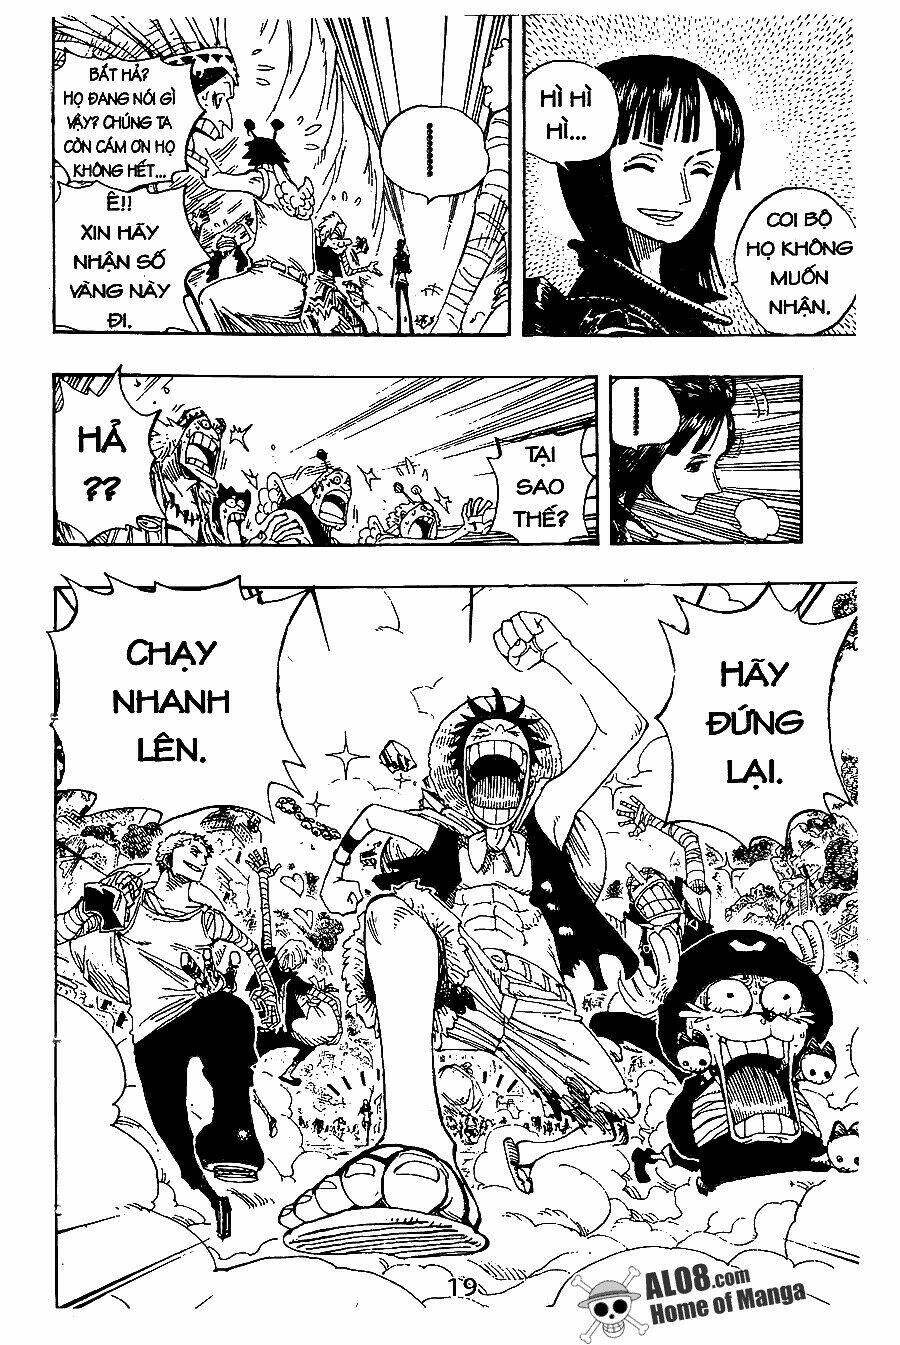 BẮT HẢ?
HỌ ĐANG NÓI GÌ
VẬY? CHÚNG TA
CÒN CÁM ƠN HỌ
KHÔNG HẾT...
Ê!!
XIN HÃY
NHẬN SỐ
VÀNG NÀY
ĐI.
HÌ HÌ
HÌ...
COI BỘ
HỌ KHÔNG
MUỐN
NHẬN.
HẢ
??
TẠI
SAO
THẾ?
CHẠY
NHANH
LÊN.
HÃY
ĐỨNG
LẠI.
19
ALO8.com
Home of Manga